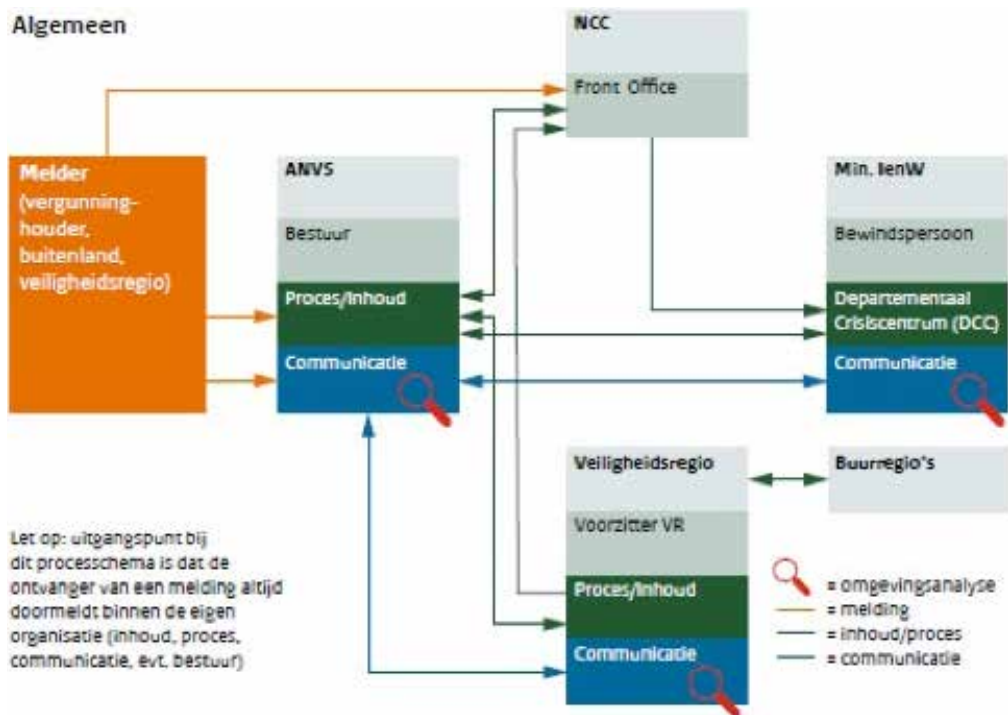 Algemeen
NCC
Front Office
Melder
(vergunning-
houder,
buitenland,
veiligheidsregio)
ANVS
Bestuur
Proces/Inhoud
Communicatie
Min. IenW
Bewindspersoon
Departementaal
Crisiscentrum (DCC)
Communicatie
Veiligheidsregio
Voorzitter VR
Proces/Inhoud
Communicatie
Buurregio's
Let op: uitgangspunt bij
dit processchema is dat de
ontvanger van een melding altijd
doormeldt binnen de eigen
organisatie (inhoud, proces,
communicatie, evt. bestuur)
= omgevingsanalyse
= melding
= inhoud/proces
= communicatie